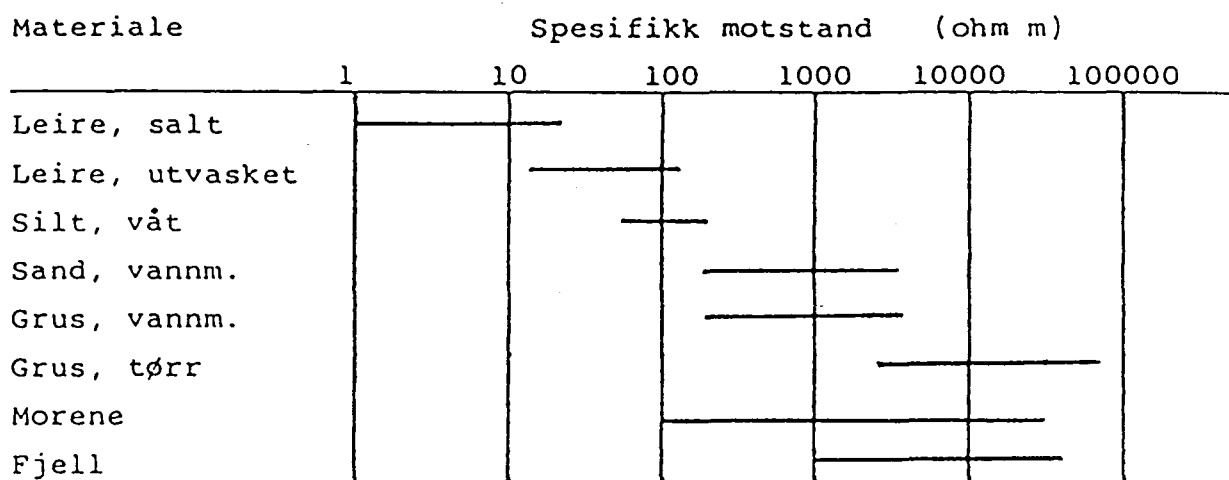 Materiale Spesifikk motstand (ohm m)
1 10 100 1000 10000 100000
Leire, salt
Leire, utvasket
Silt, våt
Sand, vannm.
Grus, vannm.
Grus, tørr
Morene
Fjell